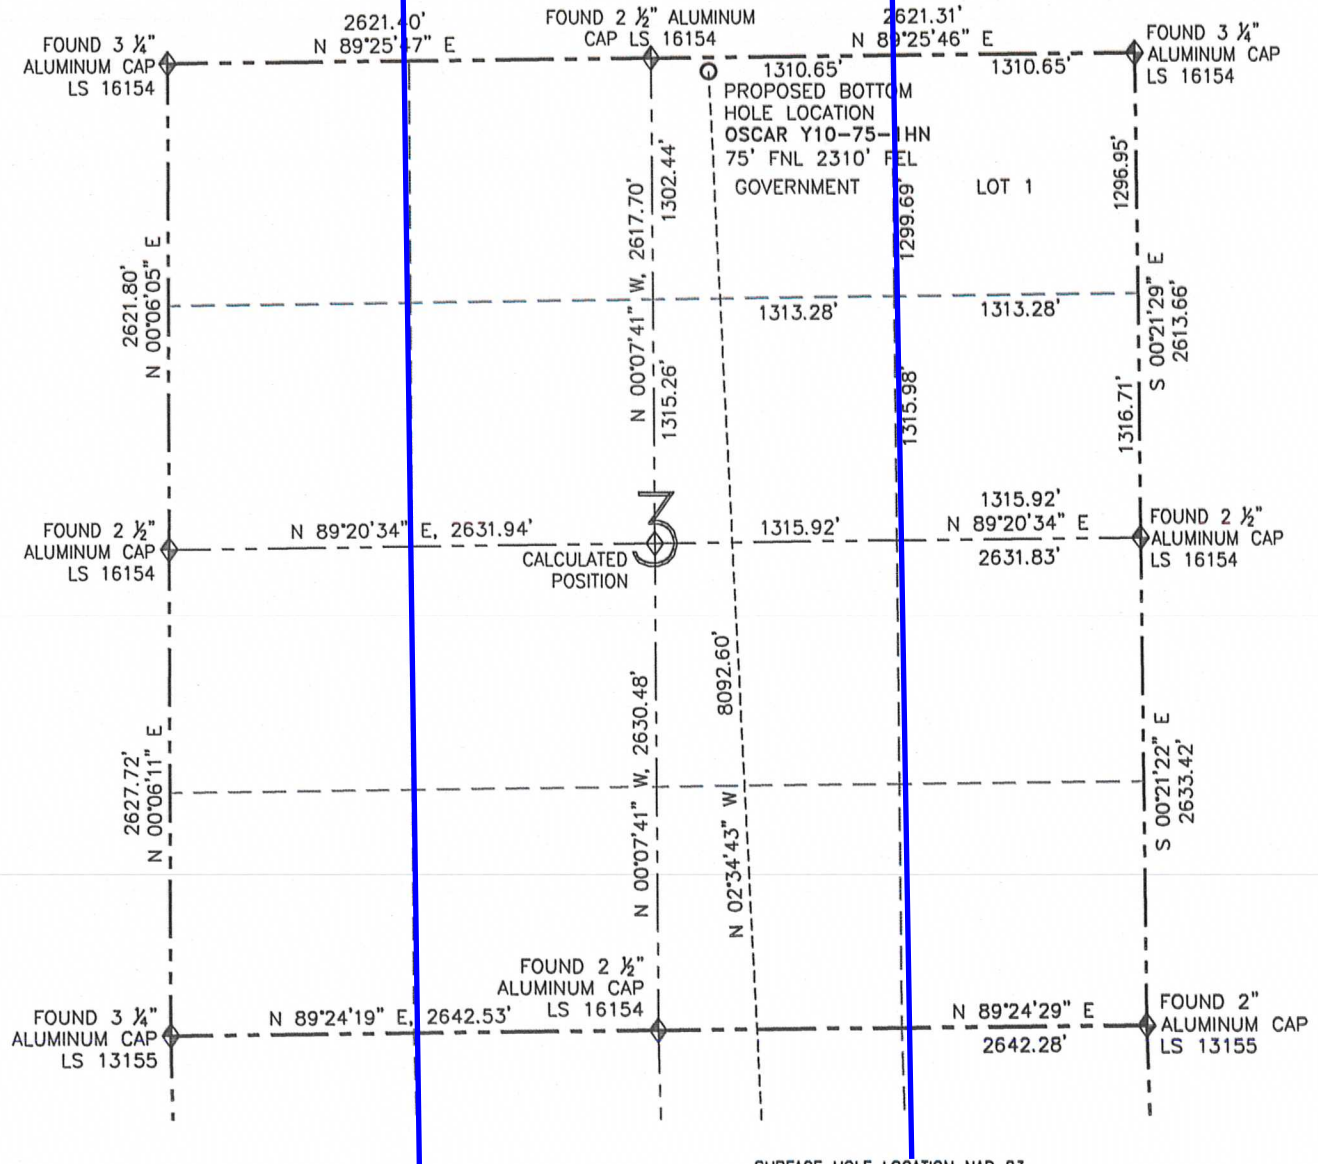 2621.40'
N 89°25'47" E
FOUND 3 ¼"
ALUMINUM CAP
LS 16154
FOUND 2 ½" ALUMINUM
CAP LS 16154
2621.31'
N 89°25'46" E
1310.65'
1310.65'
FOUND 3 ¼"
ALUMINUM CAP
LS 16154
PROPOSED BOTTOM
HOLE LOCATION
OSCAR Y10-75-1HN
75' FNL 2310' FEL
GOVERNMENT
LOT 1
2621.80'
N 00°06'05" E
N 00°07'41" W, 2617.70'
1302.44'
1315.26'
1299.69'
1315.98'
1296.95'
1316.71'
S 00°21'29" E
2613.66'
1313.28'
1313.28'
FOUND 2 ½"
ALUMINUM CAP
LS 16154
N 89°20'34" E, 2631.94'
3
CALCULATED
POSITION
1315.92'
1315.92'
N 89°20'34" E
2631.83'
FOUND 2 ½"
ALUMINUM CAP
LS 16154
2627.72'
N 00°06'11" E
N 00°07'41" W, 2630.48'
8092.60'
N 02°34'43" W
S 00°21'22" E
2633.42'
FOUND 3 ¼"
ALUMINUM CAP
LS 13155
N 89°24'19" E, 2642.53'
FOUND 2 ½"
ALUMINUM CAP
LS 16154
N 89°24'29" E
2642.28'
FOUND 2"
ALUMINUM CAP
LS 13155
SURFACE HOLE LOCATION NAD 83